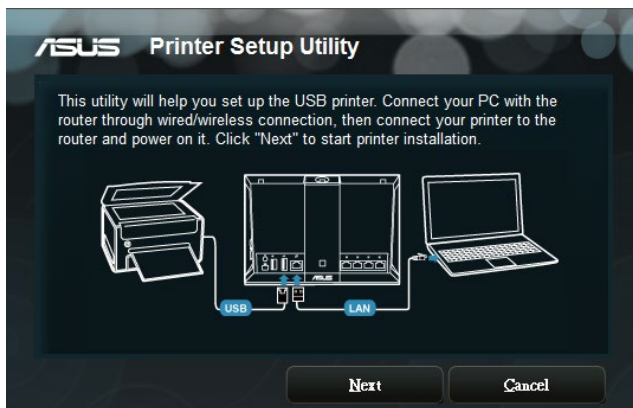 ASUS Printer Setup Utility
This utility will help you set up the USB printer. Connect your PC with the
router through wired/wireless connection, then connect your printer to the
router and power on it. Click "Next" to start printer installation.
ASUS
USB
LAN
Next
Cancel